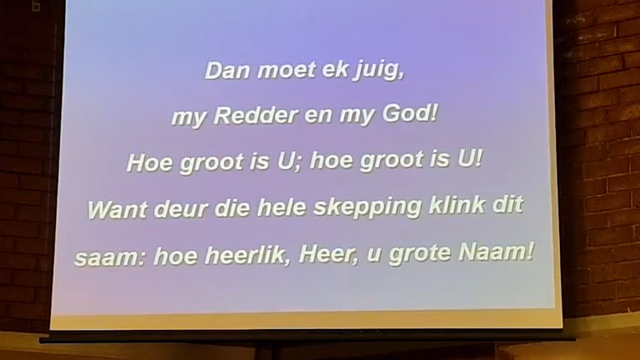 Dan moet ek juig,
my Redder en my God!
Hoe groot is U; hoe groot is U!
Want deur die hele skepping klink dit
saam: hoe heerlik, Heer, u grote Naam!